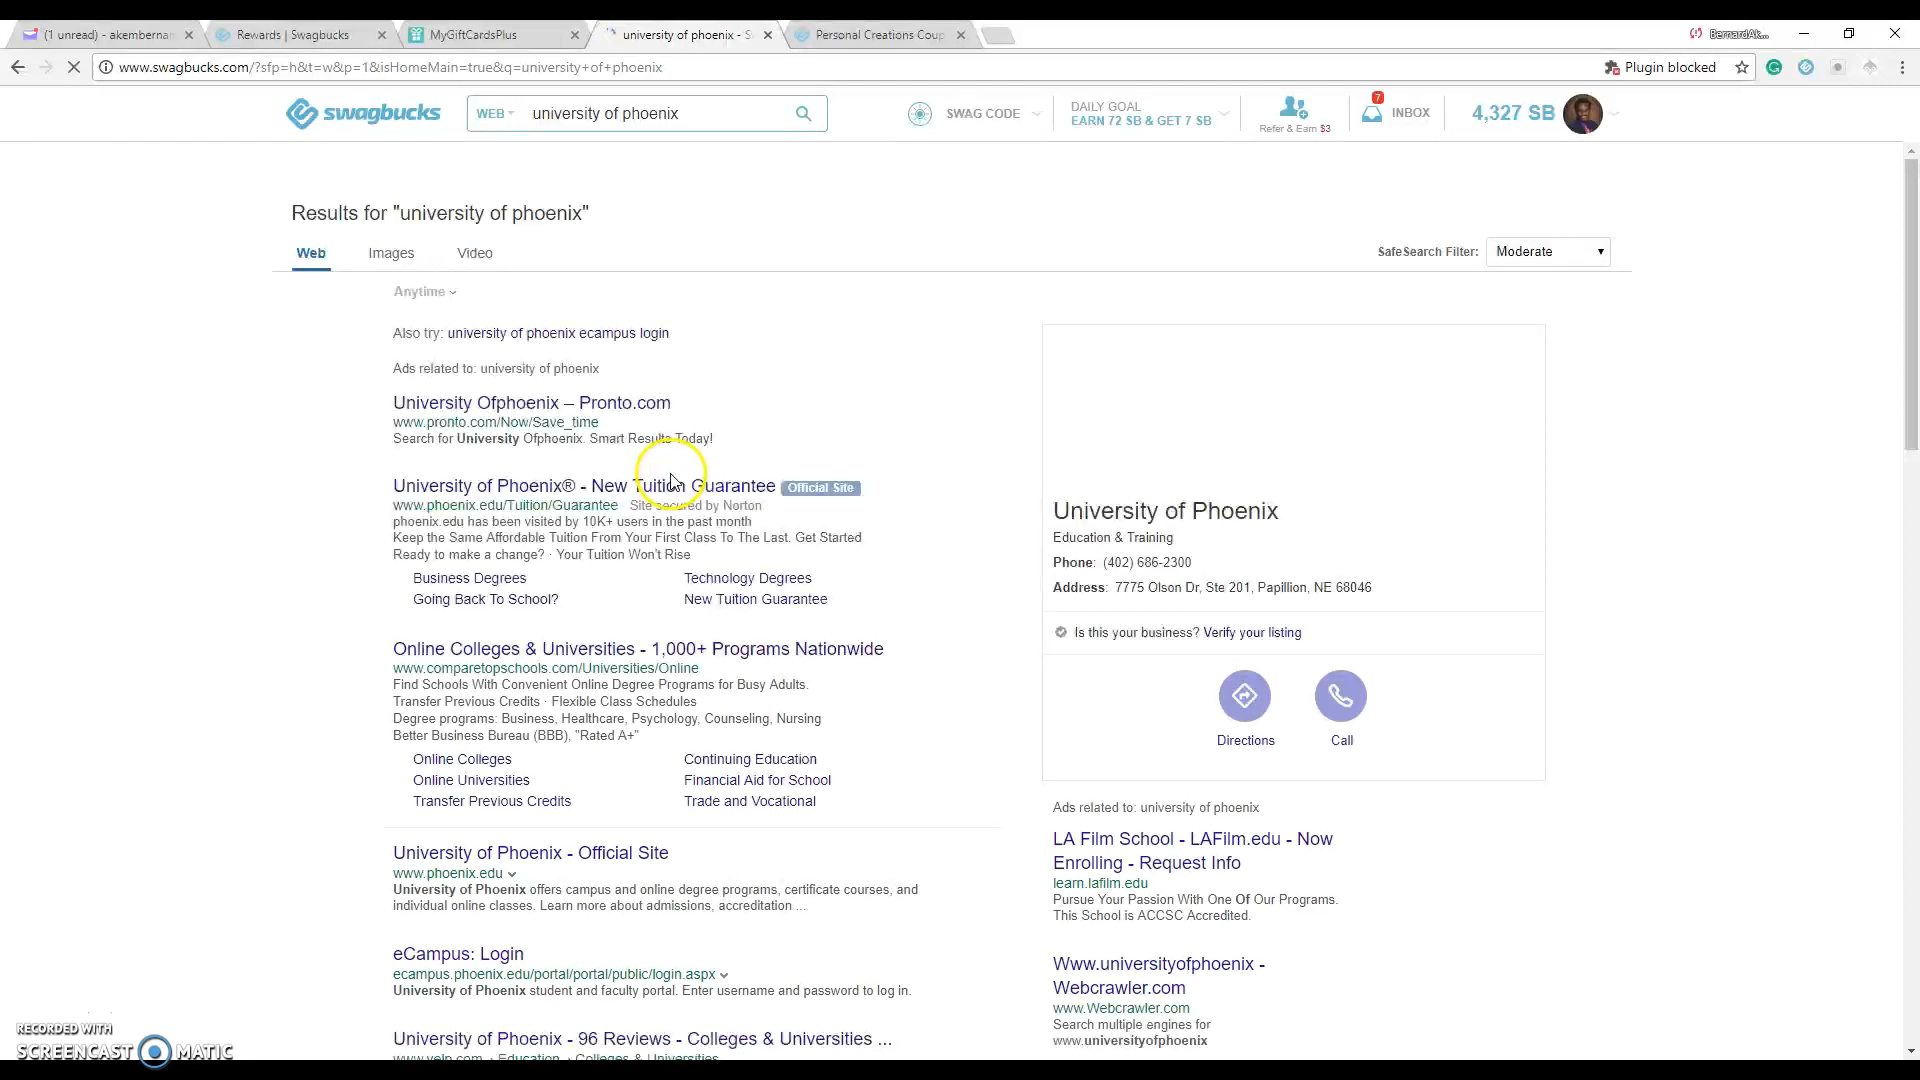 (1 unread) - akembernar
Rewards | Swagbucks
MyGiftCardsPlus
university of phoenix - S
Personal Creations Coup
BernardAk...
www.swagbucks.com/?sfp=h&t=w&p=1&isHomeMain=true&q=university+of+phoenix
Plugin blocked
swagbucks
WEB
university of phoenix
SWAG CODE
DAILY GOAL
EARN 72 SB & GET 7 SB
Refer & Earn $3
7
INBOX
4,327 SB
Results for "university of phoenix"
Web
Images
Video
SafeSearch Filter:
Moderate
Anytime
Also try: university of phoenix ecampus login
Ads related to: university of phoenix
University Ofphoenix – Pronto.com
www.pronto.com/Now/Save_time
Search for University Ofphoenix. Smart Results Today!
University of Phoenix® - New Tuition Guarantee Official Site
www.phoenix.edu/Tuition/Guarantee Site secured by Norton
phoenix.edu has been visited by 10K+ users in the past month
Keep the Same Affordable Tuition From Your First Class To The Last. Get Started
Ready to make a change? · Your Tuition Won't Rise
Business Degrees
Technology Degrees
Going Back To School?
New Tuition Guarantee
Online Colleges & Universities - 1,000+ Programs Nationwide
www.comparetopschools.com/Universities/Online
Find Schools With Convenient Online Degree Programs for Busy Adults.
Transfer Previous Credits · Flexible Class Schedules
Degree programs: Business, Healthcare, Psychology, Counseling, Nursing
Better Business Bureau (BBB), "Rated A+"
Online Colleges
Continuing Education
Online Universities
Financial Aid for School
Transfer Previous Credits
Trade and Vocational
University of Phoenix - Official Site
www.phoenix.edu
University of Phoenix offers campus and online degree programs, certificate courses, and
individual online classes. Learn more about admissions, accreditation ...
eCampus: Login
ecampus.phoenix.edu/portal/portal/public/login.aspx
University of Phoenix student and faculty portal. Enter username and password to log in.
University of Phoenix - 96 Reviews - Colleges & Universities ...
www.yelp.com › Education › Colleges & Universities
University of Phoenix
Education & Training
Phone: (402) 686-2300
Address: 7775 Olson Dr, Ste 201, Papillion, NE 68046
Is this your business? Verify your listing
Directions
Call
Ads related to: university of phoenix
LA Film School - LAFilm.edu - Now
Enrolling - Request Info
learn.lafilm.edu
Pursue Your Passion With One Of Our Programs.
This School is ACCSC Accredited.
Www.universityofphoenix -
Webcrawler.com
www.Webcrawler.com
Search multiple engines for
www.universityofphoenix
RECORDED WITH
SCREENCAST MATIC